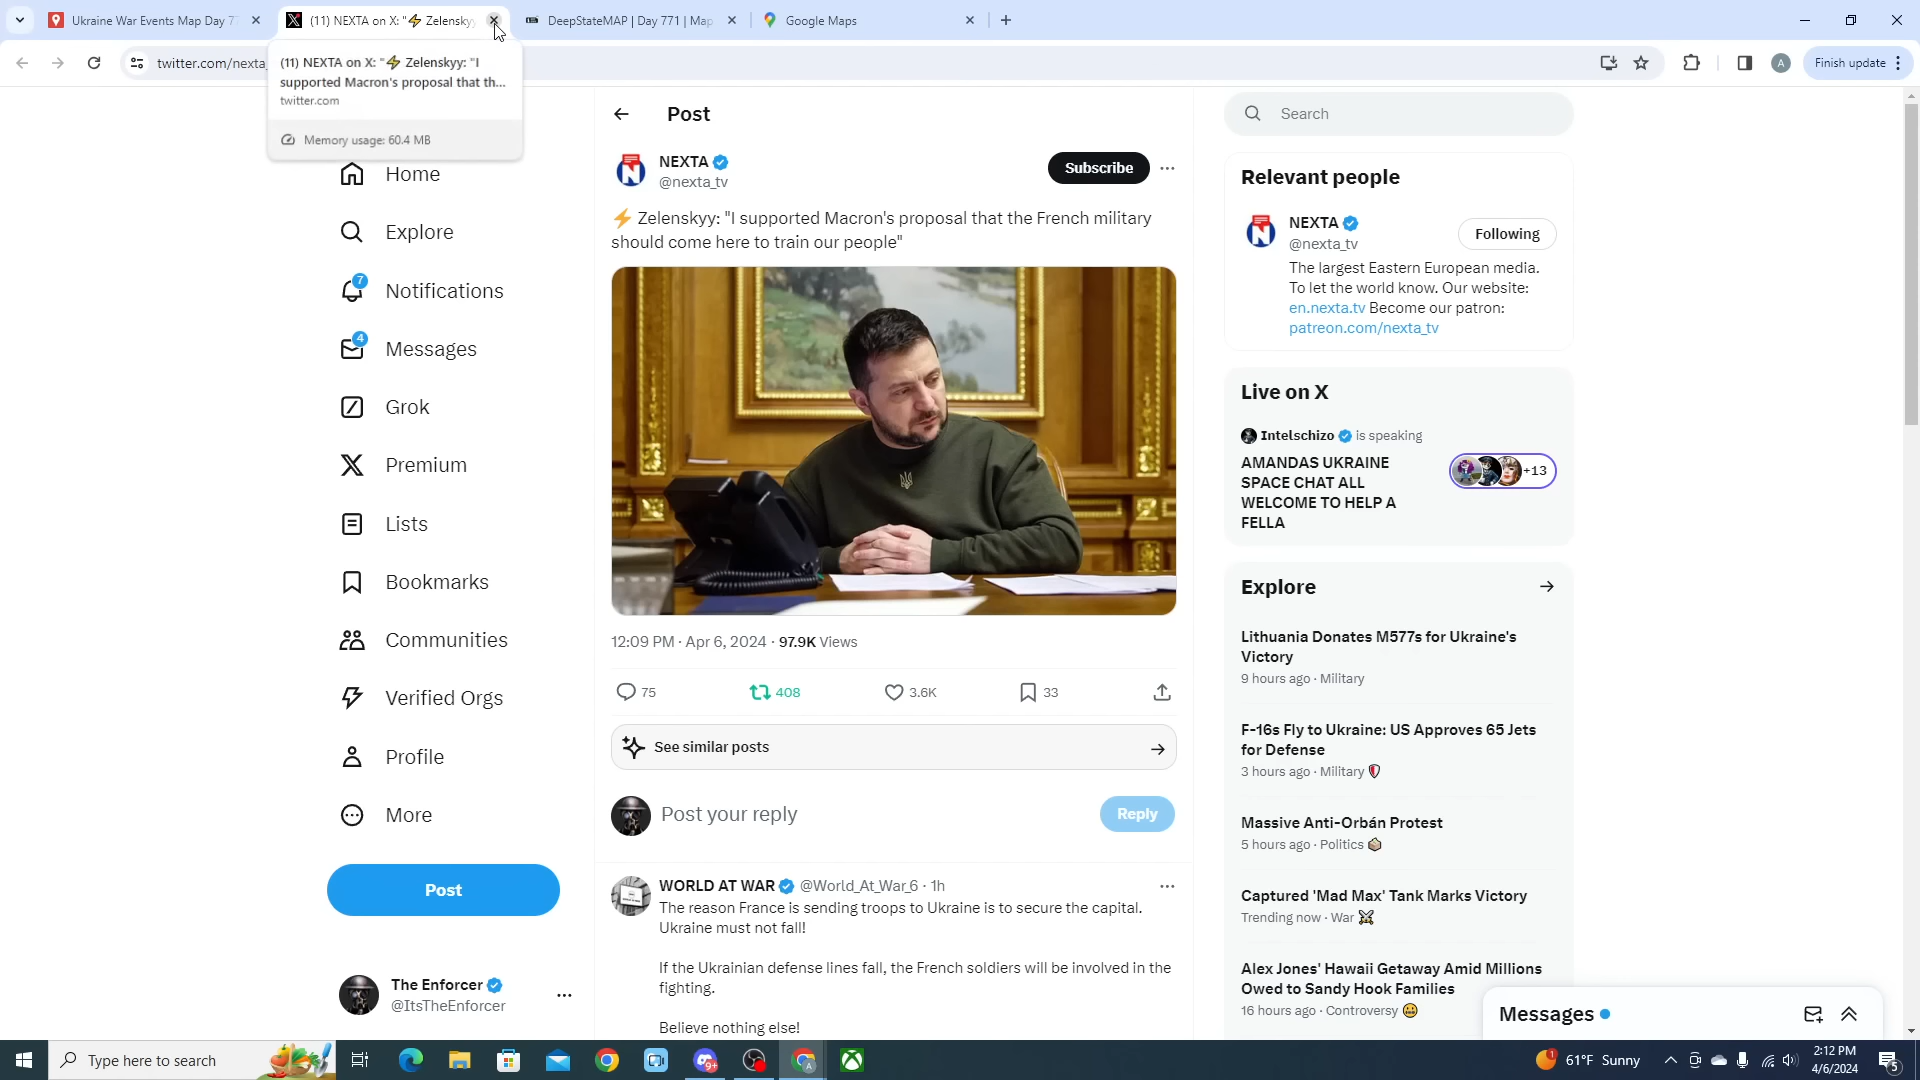 Ukraine War Events Map Day 77
(11) NEXTA on X: "⚡ Zelensky
DeepStateMAP | Day 771 | Map
Google Maps
twitter.com/nexta_
Finish update
A
(11) NEXTA on X: "⚡ Zelenskyy: "I
supported Macron's proposal that th...
twitter.com
Memory usage: 60.4 MB
Home
Explore
7
Notifications
4
Messages
Grok
Premium
Lists
Bookmarks
Communities
Verified Orgs
Profile
More
Post
The Enforcer
@ItsTheEnforcer
Post
NEXTA
@nexta_tv
Subscribe
⚡ Zelenskyy: "I supported Macron's proposal that the French military
should come here to train our people"
12:09 PM · Apr 6, 2024 · 97.9K Views
75
408
3.6K
33
See similar posts
Post your reply
Reply
WORLD AT WAR @World_At_War_6 · 1h
The reason France is sending troops to Ukraine is to secure the capital.
Ukraine must not fall!
If the Ukrainian defense lines fall, the French soldiers will be involved in the
fighting.
Believe nothing else!
Search
Relevant people
NEXTA
@nexta_tv
Following
The largest Eastern European media.
To let the world know. Our website:
en.nexta.tv Become our patron:
patreon.com/nexta_tv
Live on X
Intelschizo is speaking
AMANDAS UKRAINE
SPACE CHAT ALL
WELCOME TO HELP A
FELLA
+13
Explore
Lithuania Donates M577s for Ukraine's
Victory
9 hours ago · Military
F-16s Fly to Ukraine: US Approves 65 Jets
for Defense
3 hours ago · Military
Massive Anti-Orbán Protest
5 hours ago · Politics
Captured 'Mad Max' Tank Marks Victory
Trending now · War
Alex Jones' Hawaii Getaway Amid Millions
Owed to Sandy Hook Families
16 hours ago · Controversy
Messages
Type here to search
9+
A
1
61°F Sunny
2:12 PM
4/6/2024
5